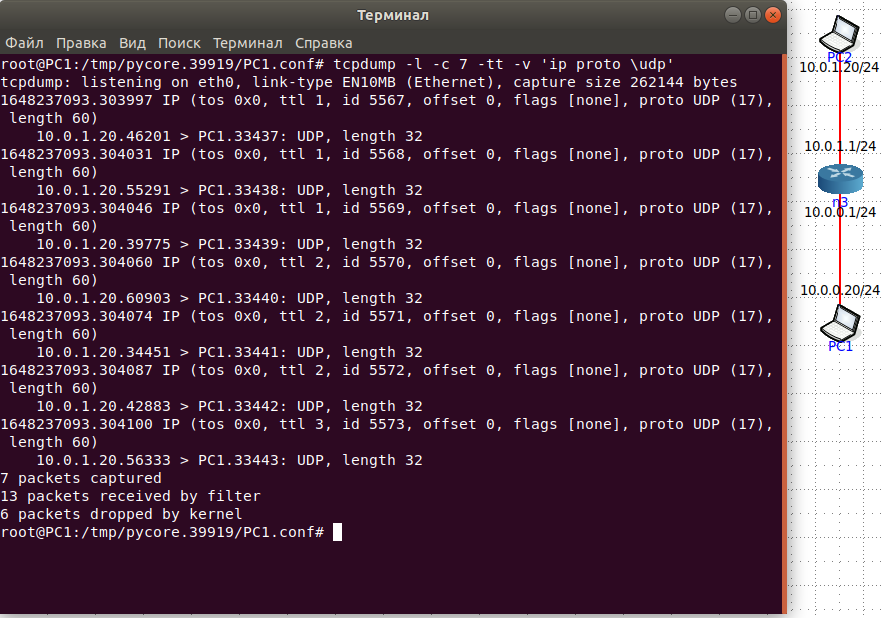 Терминал
Файл Правка Вид Поиск Терминал Справка
root@PC1:/tmp/pycore.39919/PC1.conf# tcpdump -l -c 7 -tt -v 'ip proto \udp'
tcpdump: listening on eth0, link-type EN10MB (Ethernet), capture size 262144 bytes
1648237093.303997 IP (tos 0x0, ttl 1, id 5567, offset 0, flags [none], proto UDP (17),
 length 60)
    10.0.1.20.46201 > PC1.33437: UDP, length 32
1648237093.304031 IP (tos 0x0, ttl 1, id 5568, offset 0, flags [none], proto UDP (17),
 length 60)
    10.0.1.20.55291 > PC1.33438: UDP, length 32
1648237093.304046 IP (tos 0x0, ttl 1, id 5569, offset 0, flags [none], proto UDP (17),
 length 60)
    10.0.1.20.39775 > PC1.33439: UDP, length 32
1648237093.304060 IP (tos 0x0, ttl 2, id 5570, offset 0, flags [none], proto UDP (17),
 length 60)
    10.0.1.20.60903 > PC1.33440: UDP, length 32
1648237093.304074 IP (tos 0x0, ttl 2, id 5571, offset 0, flags [none], proto UDP (17),
 length 60)
    10.0.1.20.34451 > PC1.33441: UDP, length 32
1648237093.304087 IP (tos 0x0, ttl 2, id 5572, offset 0, flags [none], proto UDP (17),
 length 60)
    10.0.1.20.42883 > PC1.33442: UDP, length 32
1648237093.304100 IP (tos 0x0, ttl 3, id 5573, offset 0, flags [none], proto UDP (17),
 length 60)
    10.0.1.20.56333 > PC1.33443: UDP, length 32
7 packets captured
13 packets received by filter
6 packets dropped by kernel
root@PC1:/tmp/pycore.39919/PC1.conf#
PC2
10.0.1.20/24
10.0.1.1/24
n3
10.0.0.1/24
10.0.0.20/24
PC1